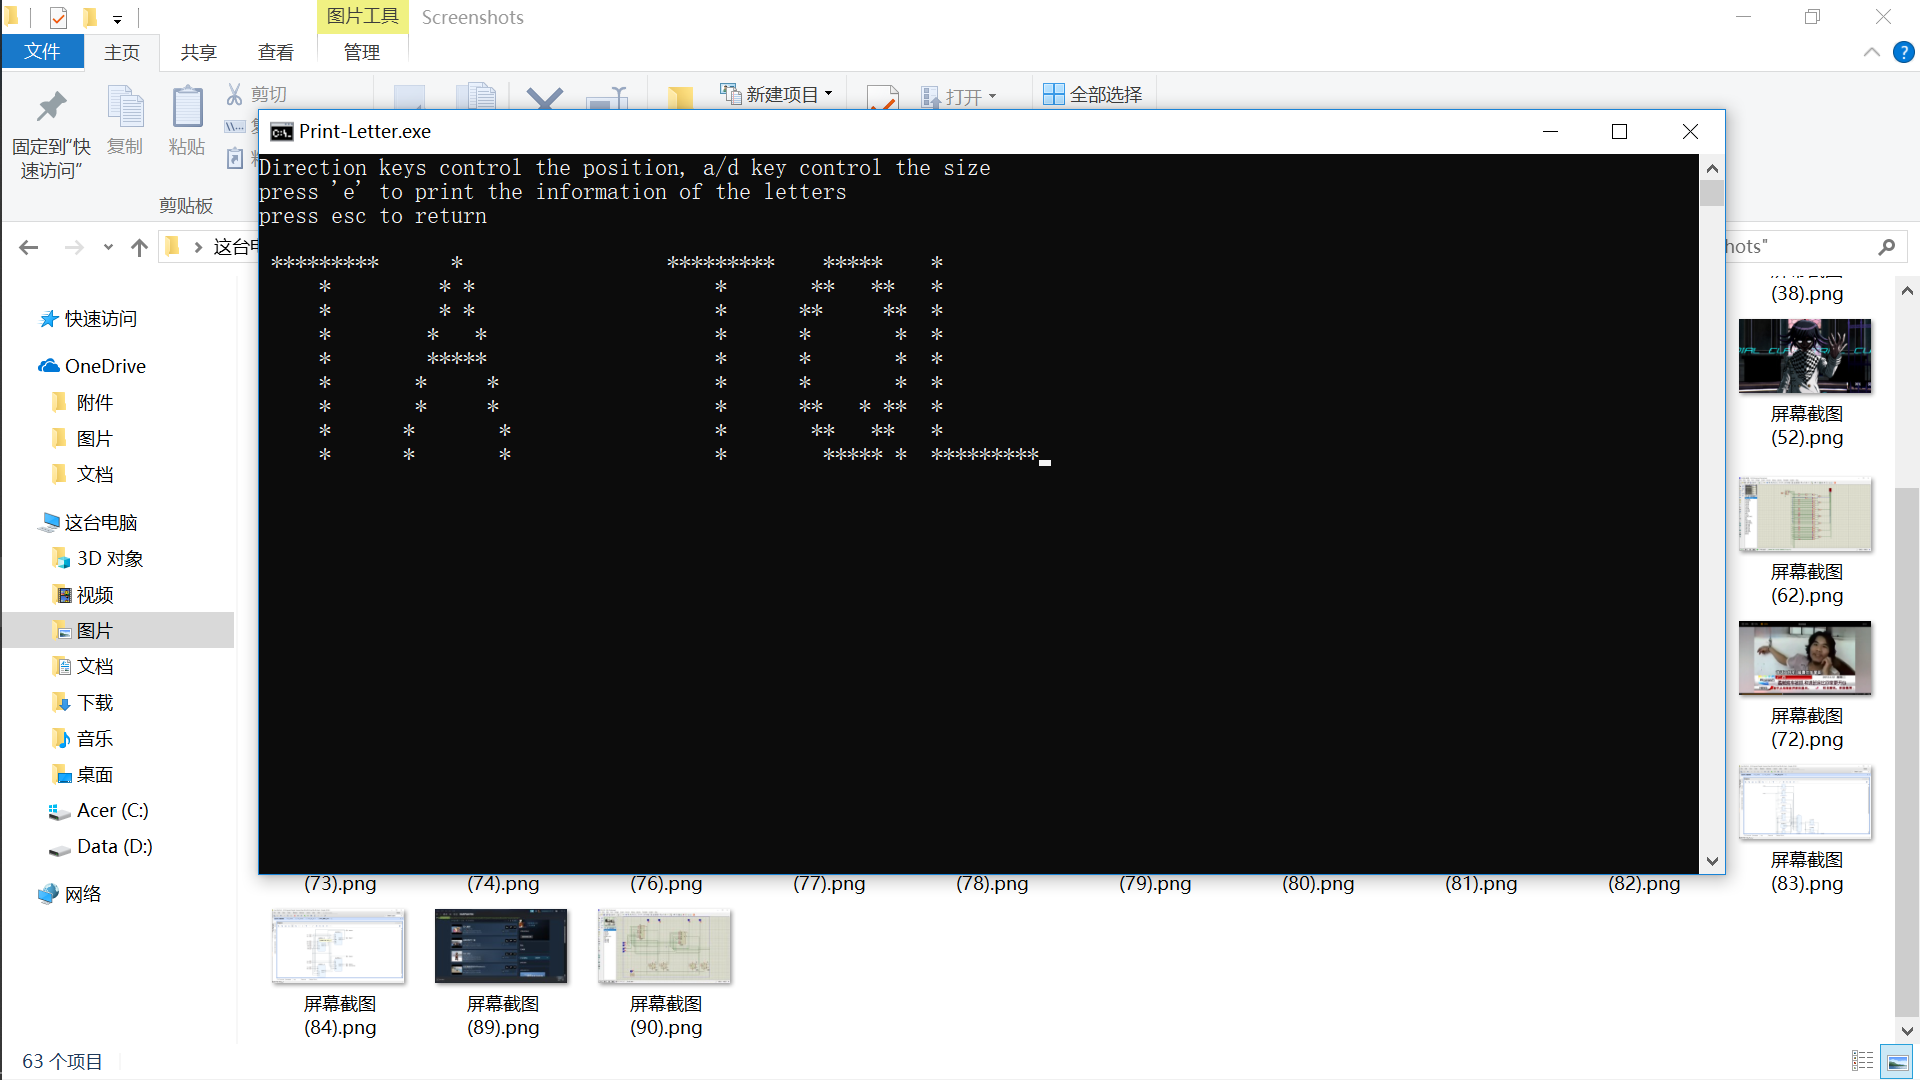 图片工具 Screenshots
文件 主页 共享 查看 管理
固定到“快速访问”
复制
粘贴
剪切
新建项目
打开
全部选择
剪贴板
Print-Letter.exe
Direction keys control the position, a/d key control the size
press 'e' to print the information of the letters
press esc to return
 *********      *                 *********    *****    *
     *         * *                    *       **   **   *
     *         * *                    *      **     **  *
     *        *   *                   *      *       *  *
     *        *****                   *      *       *  *
     *       *     *                  *      *       *  *
     *       *     *                  *      **   * **  *
     *      *       *                 *       **   **   *
     *      *       *                 *        ***** *  *********
这台电
hots"
快速访问
OneDrive
附件
图片
文档
这台电脑
3D 对象
视频
图片
文档
下载
音乐
桌面
Acer (C:)
Data (D:)
网络
(38).png
屏幕截图
(52).png
屏幕截图
(62).png
屏幕截图
(72).png
屏幕截图
(83).png
(73).png (74).png (76).png (77).png (78).png (79).png (80).png (81).png (82).png
屏幕截图 屏幕截图 屏幕截图
(84).png (89).png (90).png
63 个项目